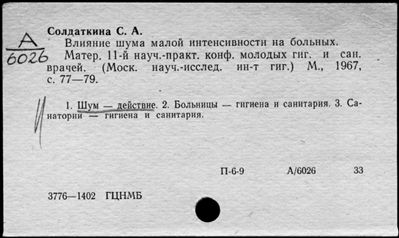 Солдаткина С. А.
А
6026
Влияние шума малой интенсивности на больных.
Матер. 11-й науч.-практ. конф. молодых гиг. и сан.
врачей. (Моск. науч.-исслед. ин-т гиг.) М., 1967,
с. 77—79.
1. Шум — действие. 2. Больницы — гигиена и санитария. 3. Са-
натории — гигиена и санитария.
П-6-9 А/6026 33
3776—1402 ГЦНМБ